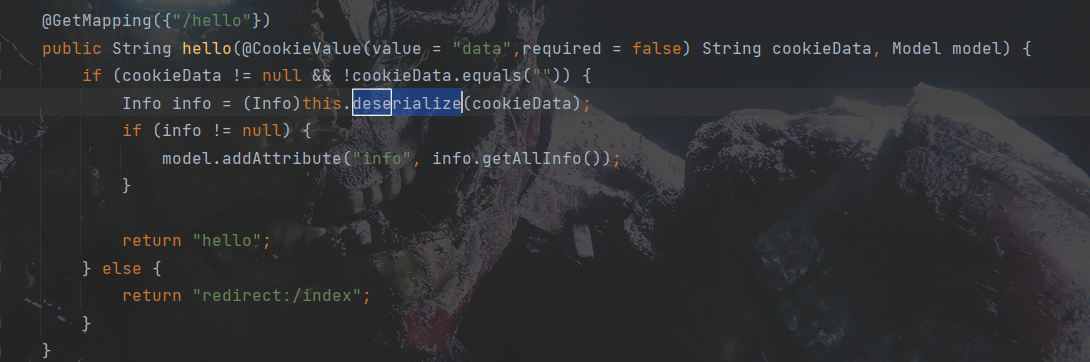 @GetMapping({"/hello"})
public String hello(@CookieValue(value = "data",required = false) String cookieData, Model model) {
if (cookieData != null && !cookieData.equals("")) {
Info info = (Info)this.deserialize(cookieData);
if (info != null) {
model.addAttribute("info", info.getAllInfo());
}
return "hello";
} else {
return "redirect:/index";
}
}